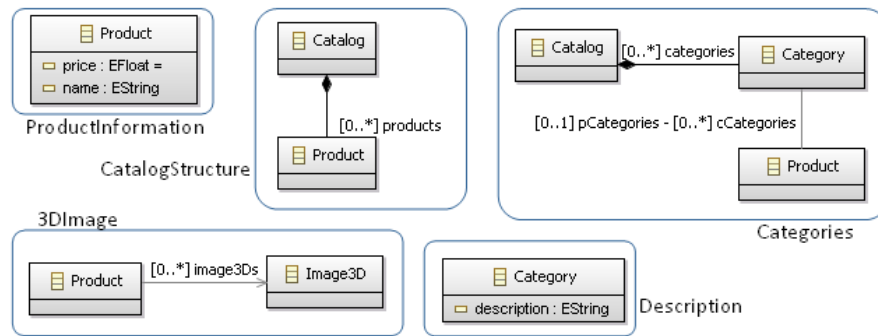 Product
price : EFloat =
name : EString
ProductInformation
Catalog
[0..*] products
Product
CatalogStructure
Catalog
[0..*] categories
Category
[0..1] pCategories - [0..*] cCategories
Product
Categories
3DImage
Product
[0..*] image3Ds
Image3D
Category
description : EString
Description